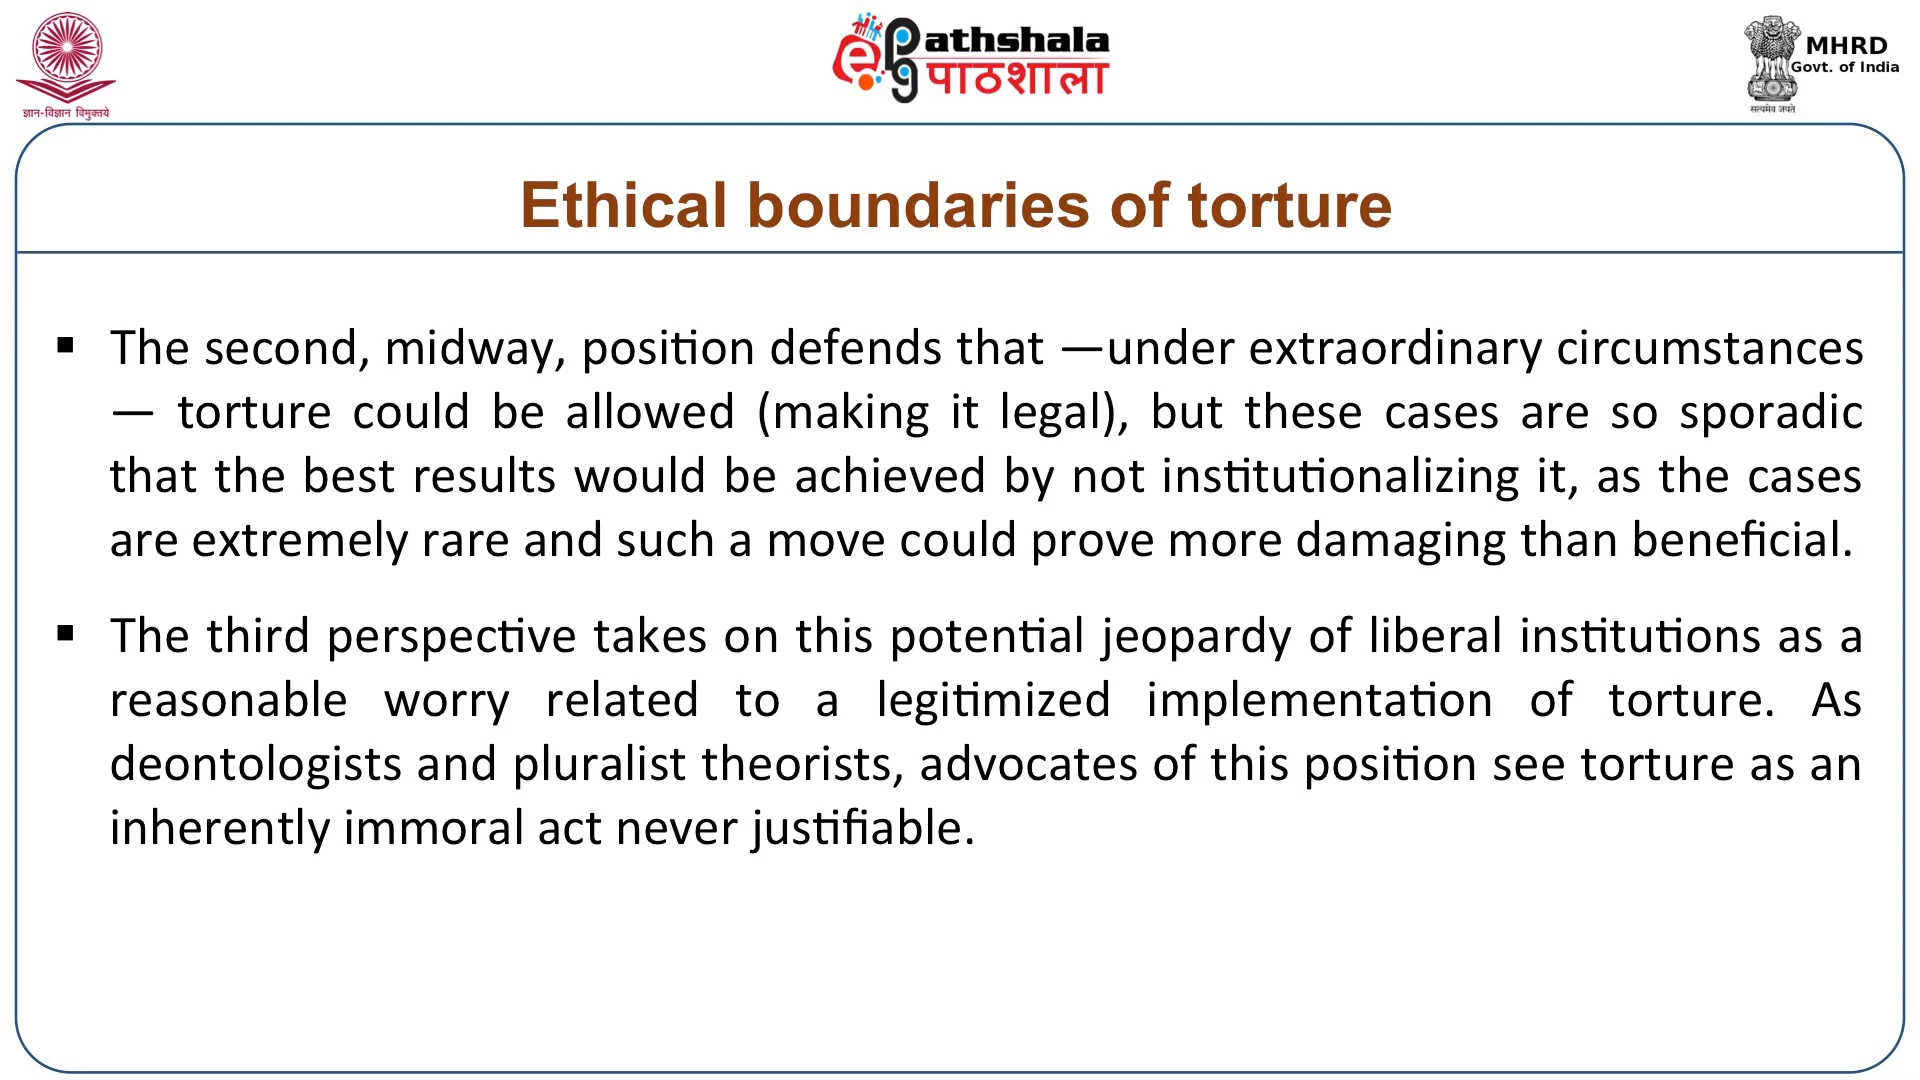 ज्ञान-विज्ञान विमुक्तये
ePg Pathshala
पाठशाला
MHRD
Govt. of India
सत्यमेव जयते
Ethical boundaries of torture
▪ The second, midway, position defends that —under extraordinary circumstances
— torture could be allowed (making it legal), but these cases are so sporadic
that the best results would be achieved by not institutionalizing it, as the cases
are extremely rare and such a move could prove more damaging than beneficial.
▪ The third perspective takes on this potential jeopardy of liberal institutions as a
reasonable worry related to a legitimized implementation of torture. As
deontologists and pluralist theorists, advocates of this position see torture as an
inherently immoral act never justifiable.